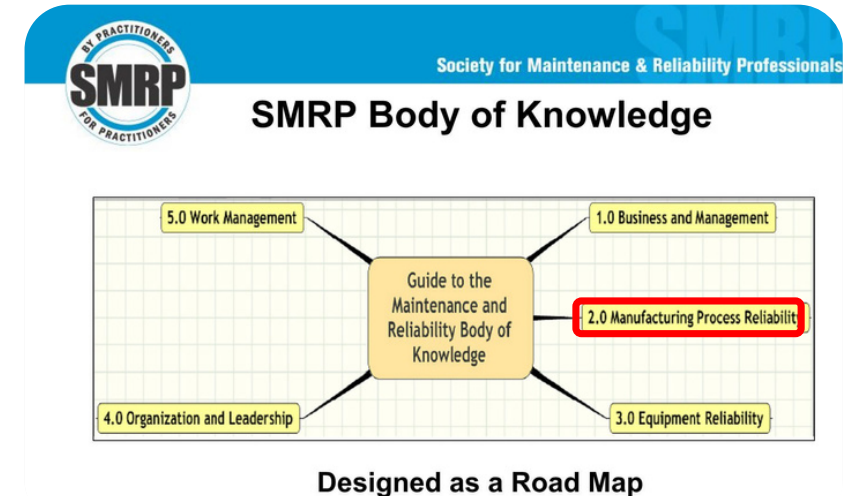 BY PRACTITIONERS
SMRP
FOR PRACTITIONERS
SMRP
Society for Maintenance & Reliability Professionals
SMRP Body of Knowledge
5.0 Work Management
1.0 Business and Management
Guide to the
Maintenance and
Reliability Body of
Knowledge
2.0 Manufacturing Process Reliability
4.0 Organization and Leadership
3.0 Equipment Reliability
Designed as a Road Map